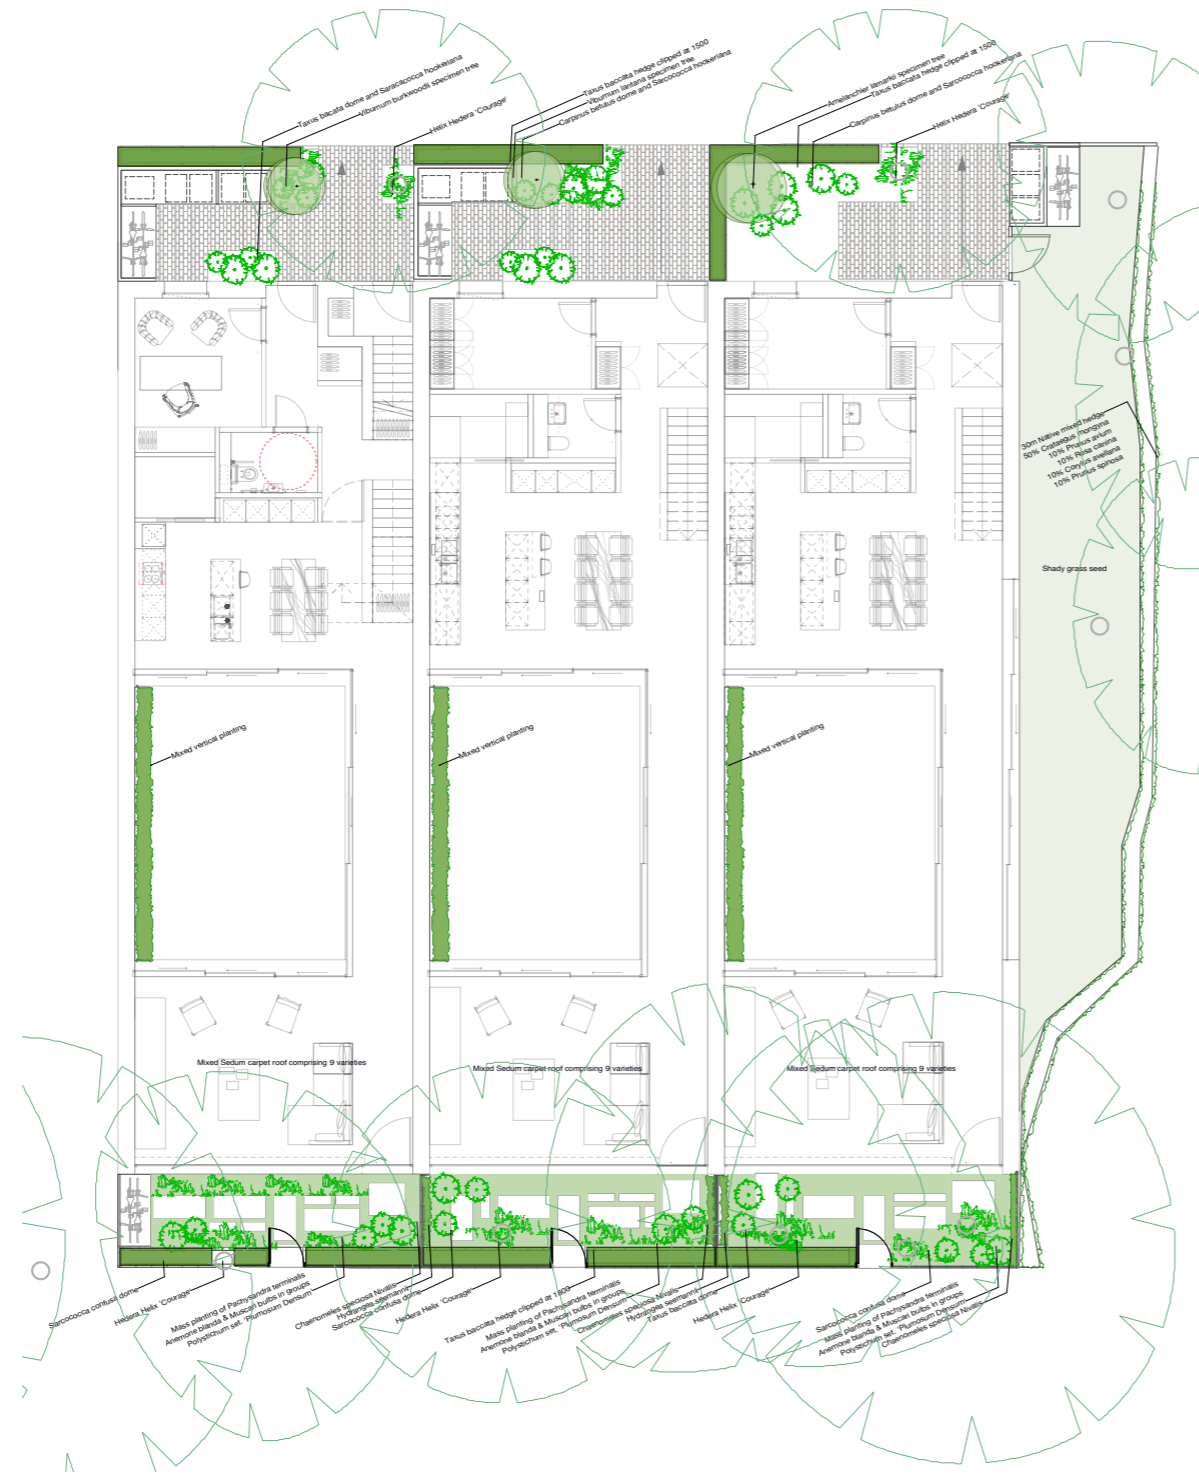 Taxus bacata dome and Saracacocca hookeriana
Viburnum burkwoodii specimen tree
Helix Hedera 'Courage'
Taxus baccata hedge clipped at 1500
Viburnum lantana specimen tree
Carpinus betulus dome and Sarcococca hookeriana
Amelanchier lamarkii specimen tree
Taxus baccata hedge clipped at 1500
Carpinus betulus dome and Sarcococca hookeriana
Helix Hedera 'Courage'
30m Native mixed hedge
50% Crataegus mongyna
10% Prunus avium
10% Rosa canina
10% Corylus avellana
10% Prunus spinosa
Shady grass seed
Mixed vertical planting
Mixed vertical planting
Mixed vertical planting
Mixed Sedum carpet roof comprising 9 varieties
Mixed Sedum carpet roof comprising 9 varieties
Mixed Sedum carpet roof comprising 9 varieties
Sarcococca confusa dome
Hedera Helix 'Courage'
Mass planting of Pachysandra terminalis
Anemone blanda & Muscari bulbs in groups
Polystichum set. 'Plumosum Densum'
Chaenomeles speciosa Nivalis
Hydrangea seemannii
Sarcococca confusa dome
Hedera Helix 'Courage'
Taxus baccata hedge clipped at 1800
Mass planting of Pachysandra terminalis
Anemone blanda & Muscari bulbs in groups
Polystichum set. 'Plumosum Densum'
Chaenomeles speciosa Nivalis
Hydrangea seemannii
Taxus baccata dome
Hedera Helix 'Courage'
Sarcococca confusa dome
Mass planting of Pachysandra terminalis
Anemone blanda & Muscari bulbs in groups
Polystichum set. 'Plumosum Densum'
Chaenomeles speciosa Nivalis